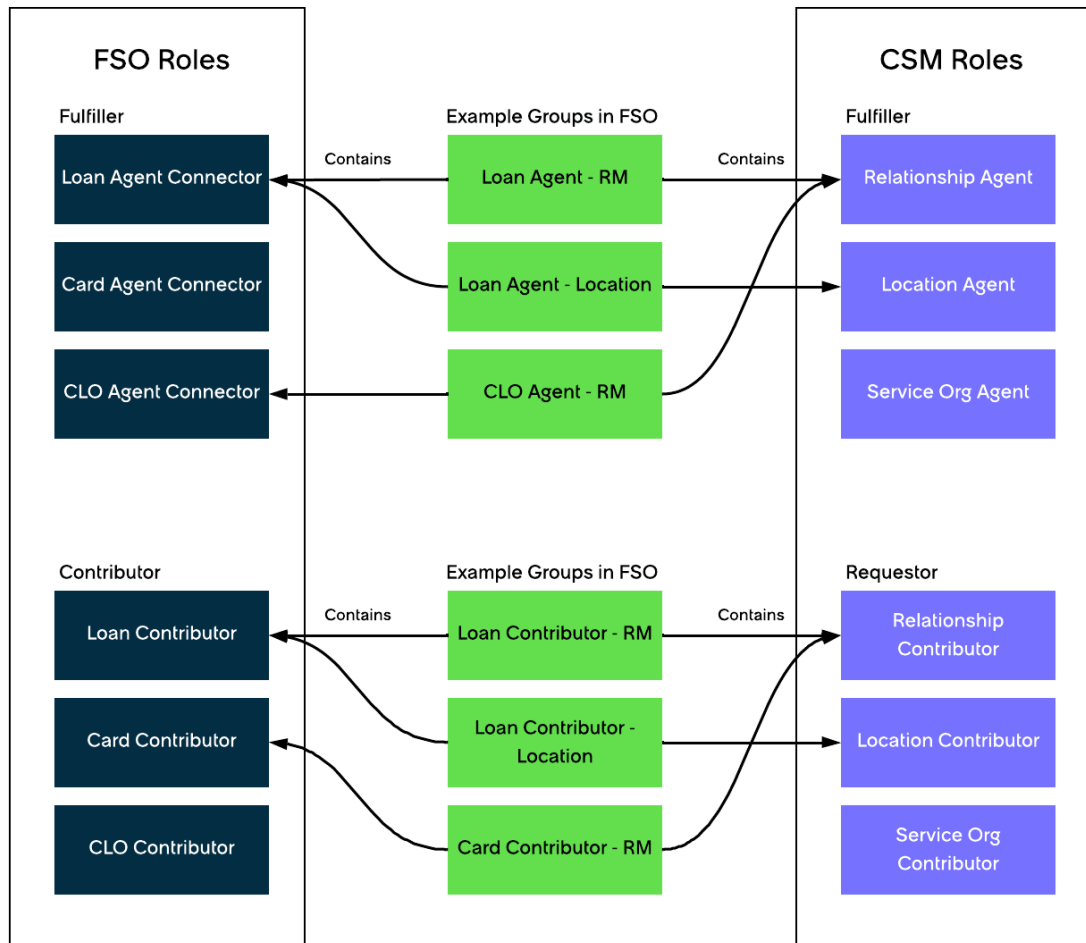 FSO Roles
CSM Roles
Fulfiller
Example Groups in FSO
Fulfiller
Loan Agent Connector
Contains
Loan Agent - RM
Contains
Relationship Agent
Card Agent Connector
Loan Agent - Location
Location Agent
CLO Agent Connector
CLO Agent - RM
Service Org Agent
Contributor
Example Groups in FSO
Requestor
Loan Contributor
Contains
Loan Contributor - RM
Contains
Relationship
Contributor
Card Contributor
Loan Contributor -
Location
Location Contributor
CLO Contributor
Card Contributor - RM
Service Org
Contributor